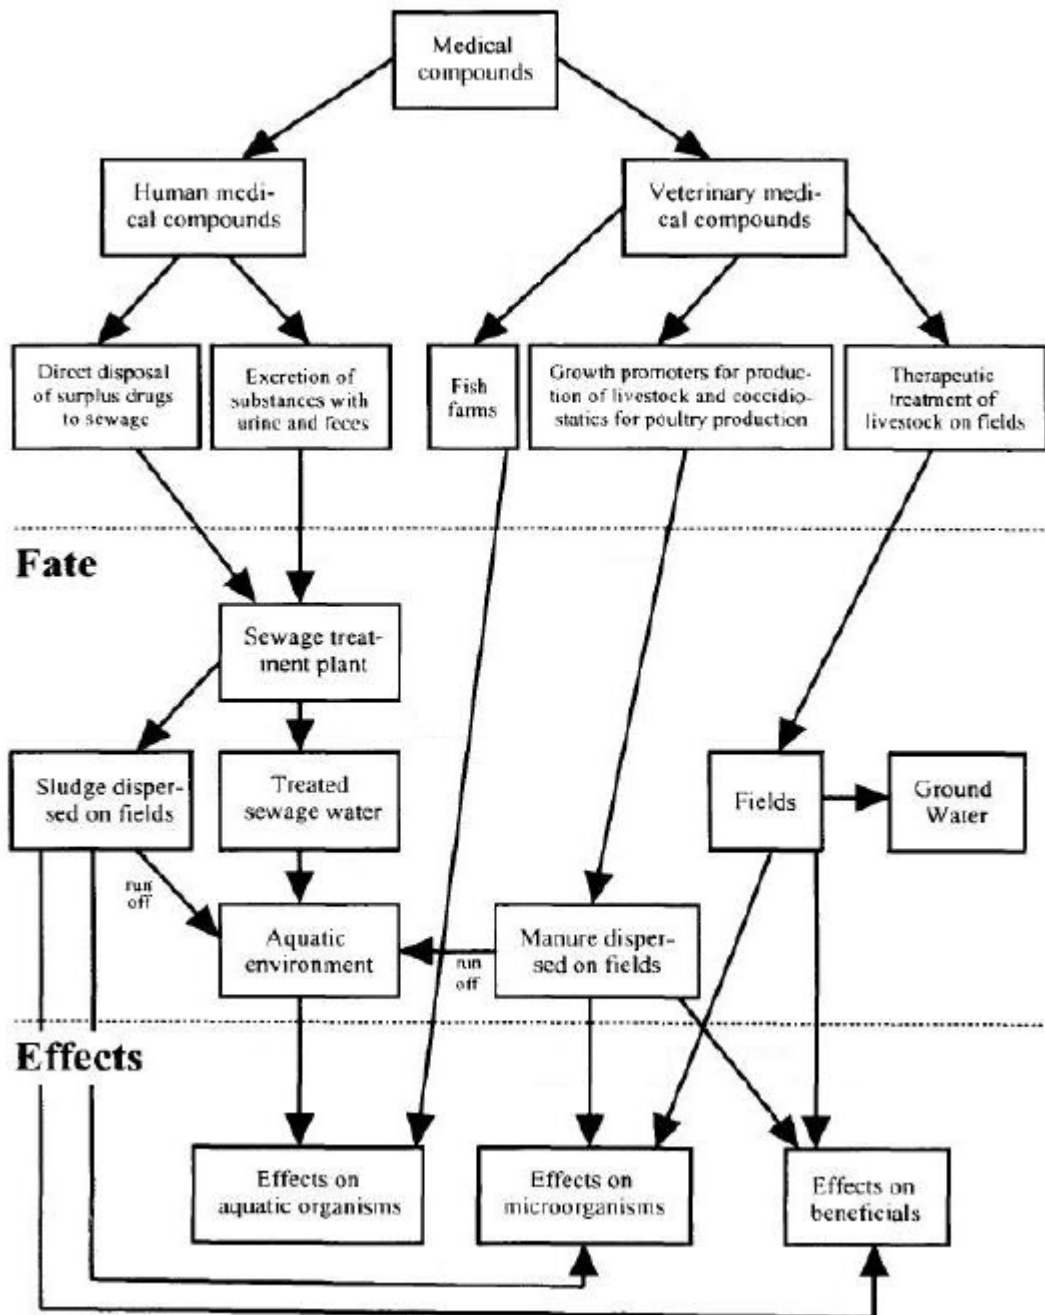 Medical
compounds
Human medi-
cal compounds
Veterinary medi-
cal compounds
Direct disposal
of surplus drugs
to sewage
Excretion of
substances with
urine and feces
Fish
farms
Growth promoters for produc-
tion of livestock and coccidio-
statics for poultry production
Therapeutic
treatment of
livestock on fields
Fate
Sewage treat-
ment plant
Sludge disper-
sed on fields
Treated
sewage water
Fields
Ground
Water
run
off
Aquatic
environment
run
off
Manure disper-
sed on fields
Effects
Effects on
aquatic organisms
Effects on
microorganisms
Effects on
beneficials